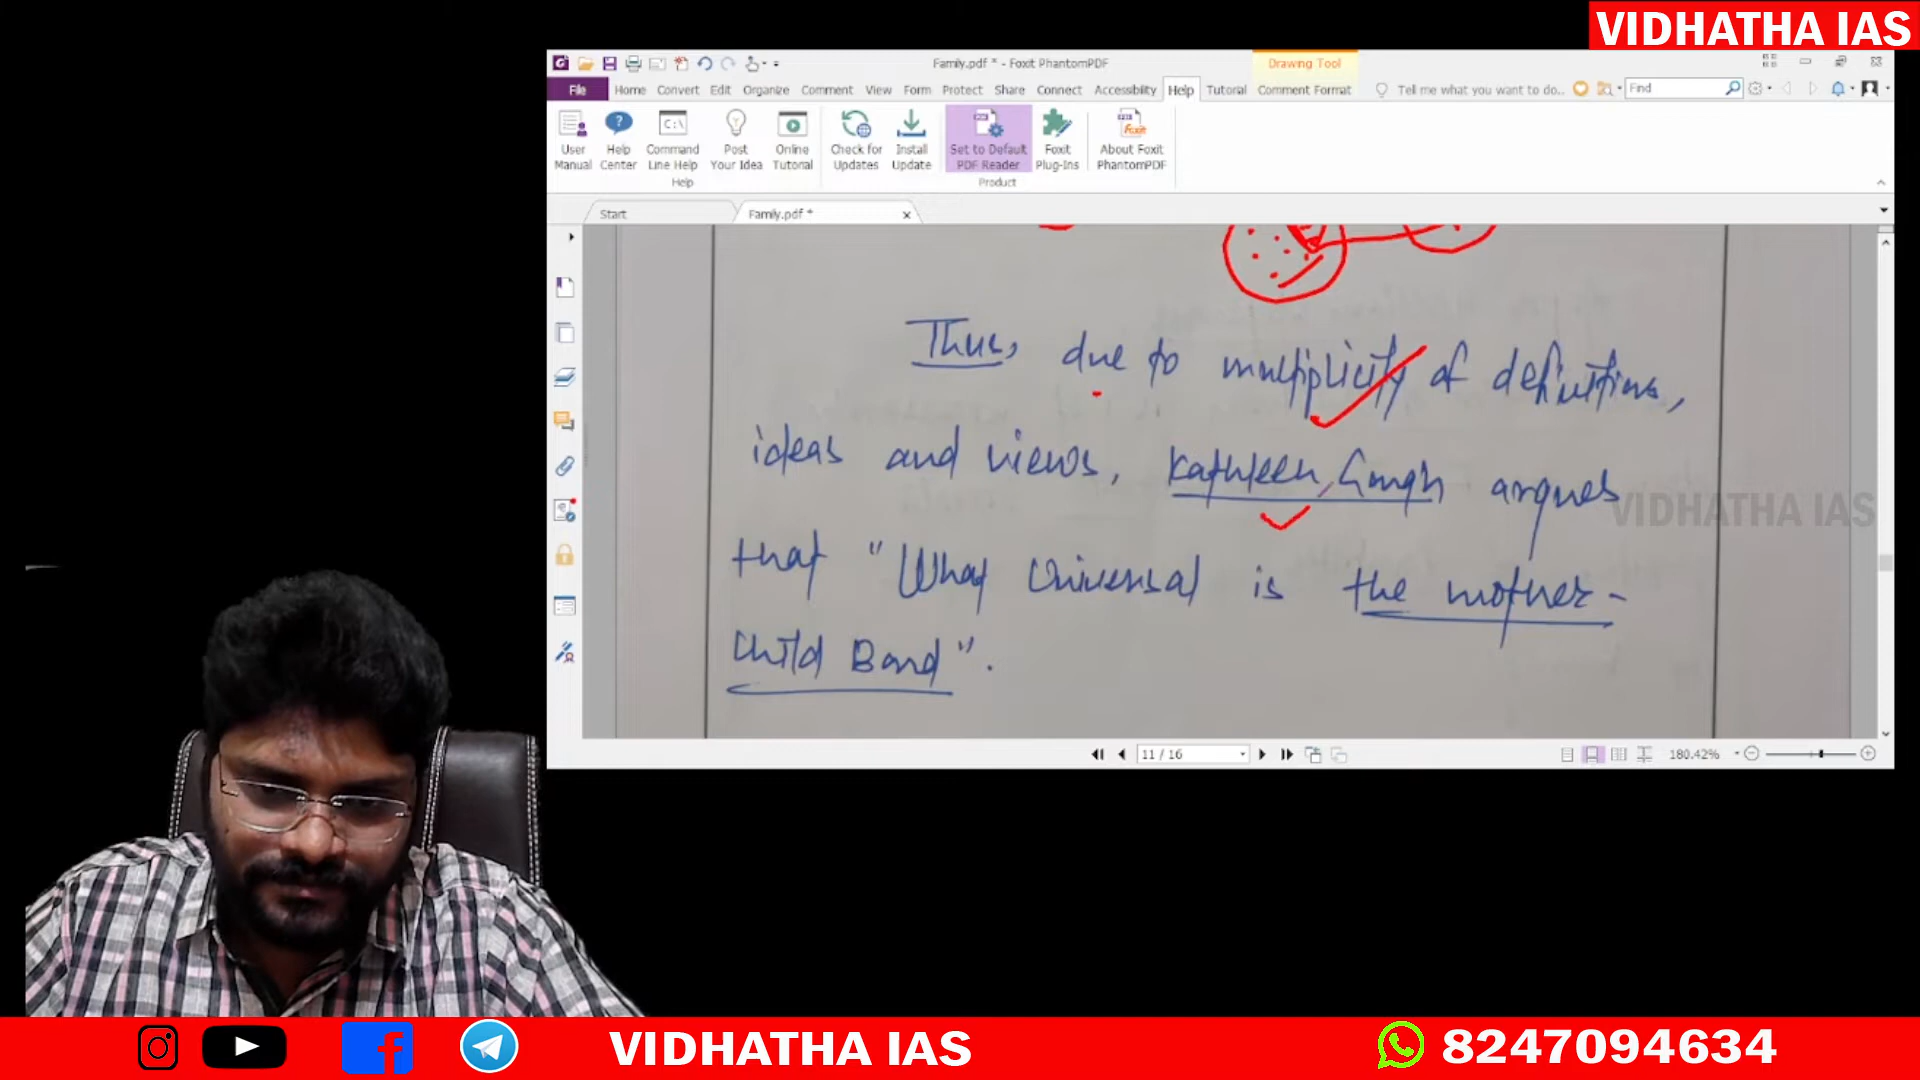 VIDHATHA IAS
Family.pdf * - Foxit PhantomPDF
Drawing Tool
File Home Convert Edit Organize Comment View Form Protect Share Connect Accessibility Help Tutorial Comment Format Tell me what you want to do.. Find
User Manual
Help Center
Command Line Help
Post Your Idea
Online Tutorial
Check for Updates
Install Update
Set to Default PDF Reader
Foxit Plug-Ins
About Foxit PhantomPDF
Help
Product
Start
Family.pdf *
Thus, due to multiplicity of definitions,
ideas and views, Kathleen Gough argues
VIDHATHA IAS
that "What Universal is the mother-
Child Bond".
11 / 16
180.42%
VIDHATHA IAS
8247094634